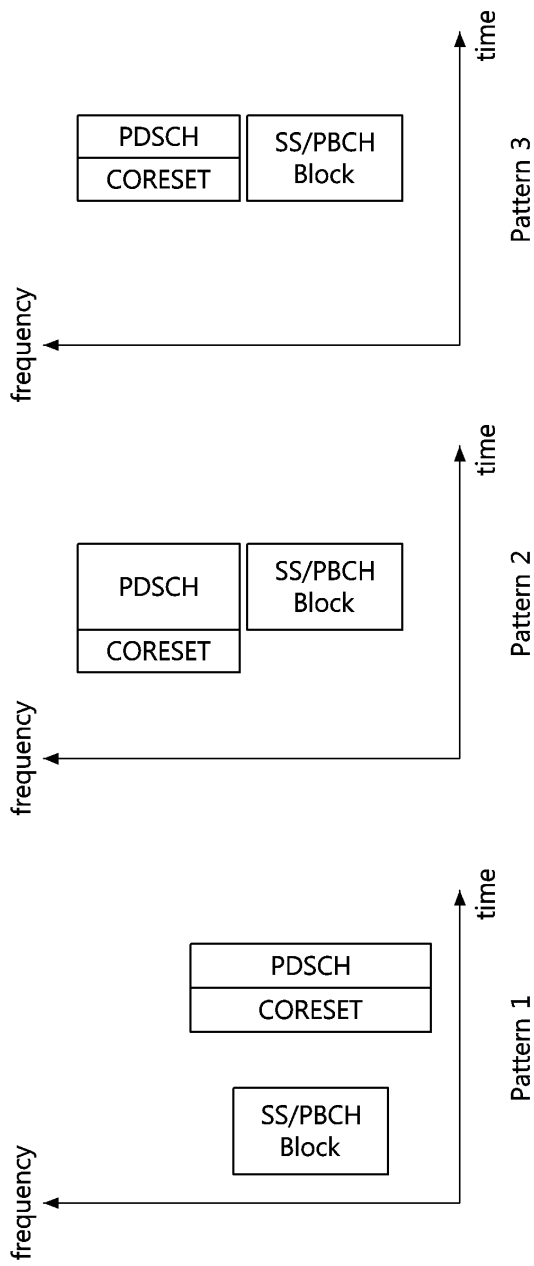 time
PDSCH
CORESET
SS/PBCH
Block
frequency
Pattern 3
time
PDSCH
CORESET
SS/PBCH
Block
frequency
Pattern 2
time
PDSCH
CORESET
SS/PBCH
Block
frequency
Pattern 1